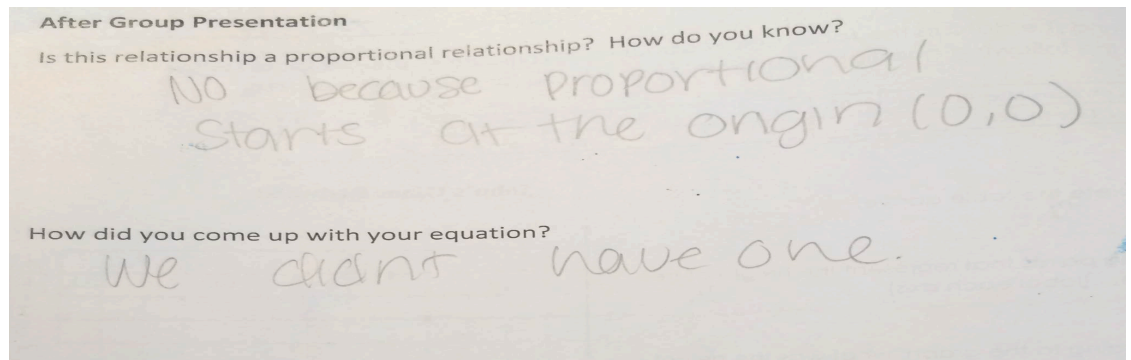 After Group Presentation
Is this relationship a proportional relationship? How do you know?
No because proportional
Starts at the origin (0,0)
How did you come up with your equation?
We didnt have one.